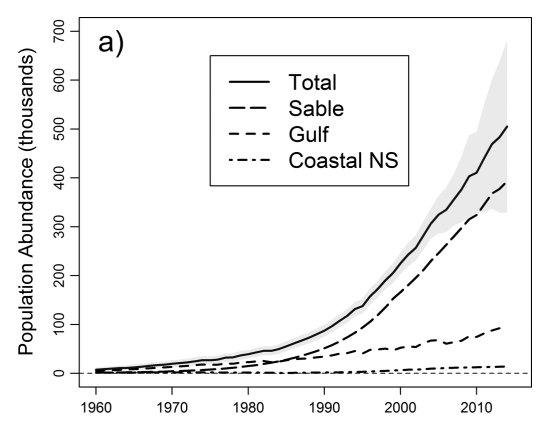 a)
Total
Sable
Gulf
Coastal NS
Population Abundance (thousands)
700
600
500
400
300
200
100
0
1960 1970 1980 1990 2000 2010